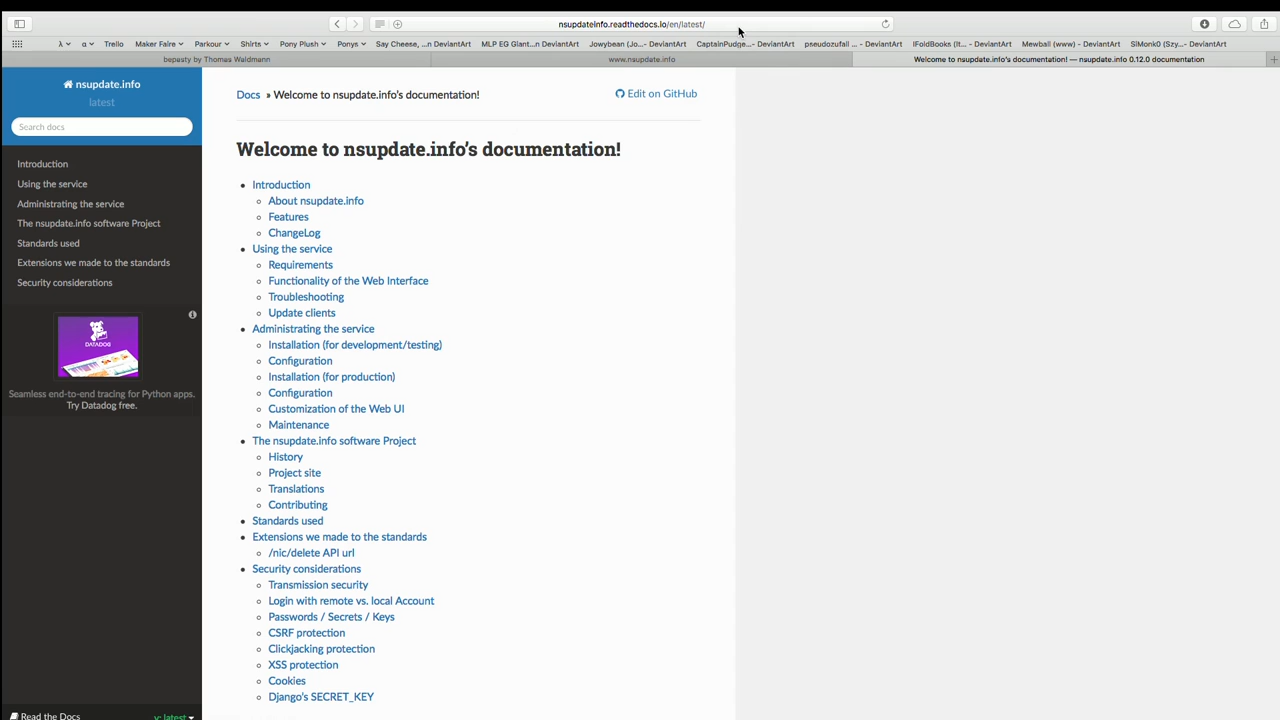 nsupdateinfo.readthedocs.io/en/latest/
λ α Trello Maker Faire Parkour Shirts Pony Plush Ponys Say Cheese, ...n DeviantArt MLP EG Giant...n DeviantArt Jowybean (Jo...- DeviantArt CaptainPudge...- DeviantArt pseudozufall ... - DeviantArt IFoldBooks (It... - DeviantArt Mewball (www) - DeviantArt SiMonk0 (Szy...- DeviantArt
bepasty by Thomas Waldmann www.nsupdate.info Welcome to nsupdate.info's documentation! — nsupdate.info 0.12.0 documentation
nsupdate.info
latest
Search docs
Introduction
Using the service
Administrating the service
The nsupdate.info software Project
Standards used
Extensions we made to the standards
Security considerations
DATADOG
Seamless end-to-end tracing for Python apps.
Try Datadog free.
Read the Docs v: latest
Docs » Welcome to nsupdate.info's documentation! Edit on GitHub
Welcome to nsupdate.info's documentation!
Introduction
About nsupdate.info
Features
ChangeLog
Using the service
Requirements
Functionality of the Web Interface
Troubleshooting
Update clients
Administrating the service
Installation (for development/testing)
Configuration
Installation (for production)
Configuration
Customization of the Web UI
Maintenance
The nsupdate.info software Project
History
Project site
Translations
Contributing
Standards used
Extensions we made to the standards
/nic/delete API url
Security considerations
Transmission security
Login with remote vs. local Account
Passwords / Secrets / Keys
CSRF protection
Clickjacking protection
XSS protection
Cookies
Django's SECRET_KEY